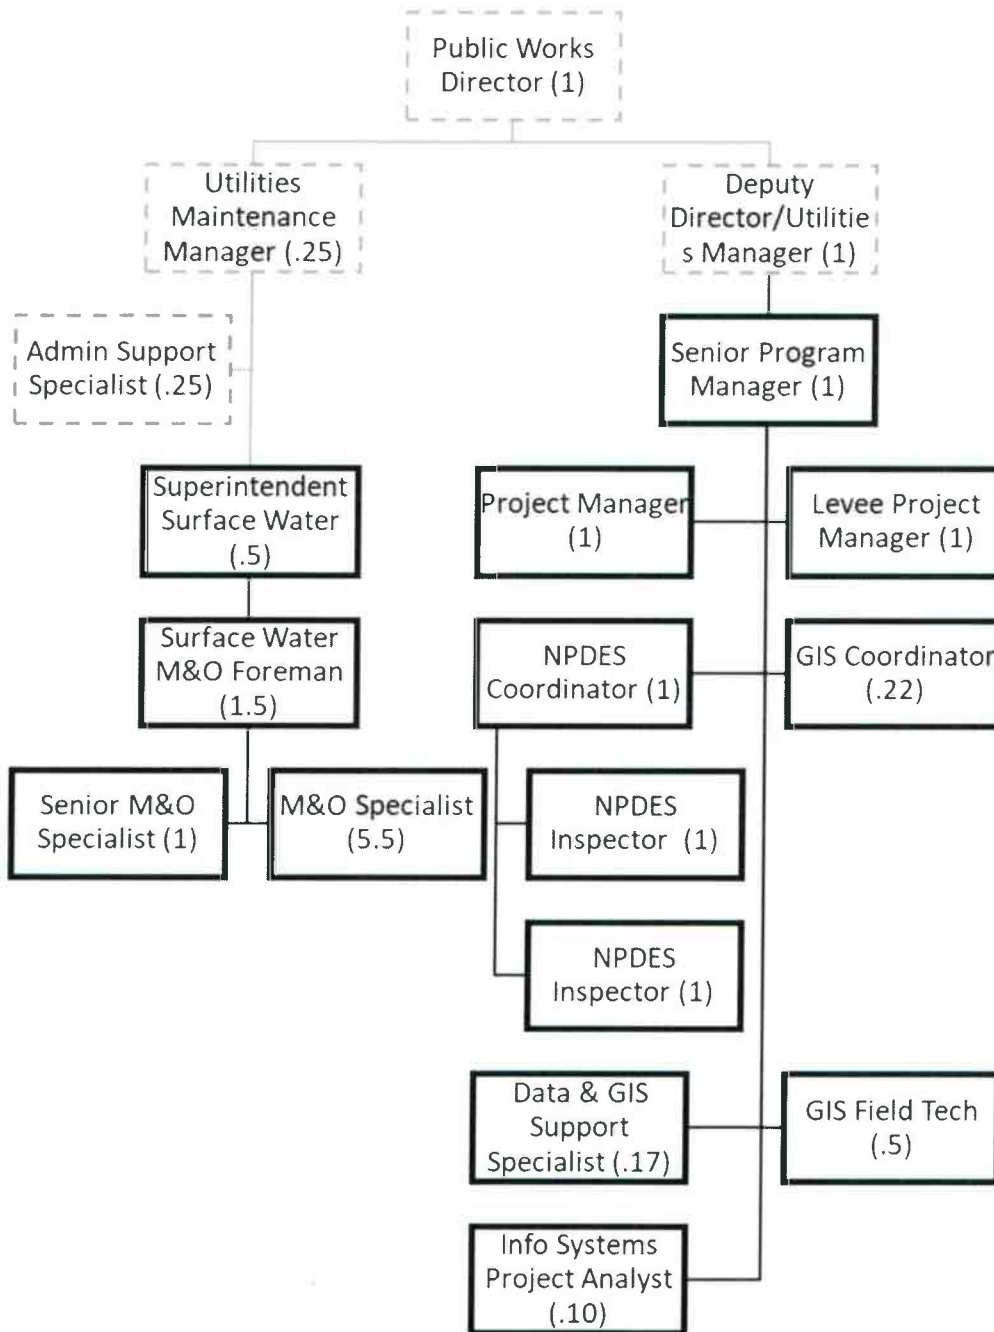 Public Works
Director (1)
Utilities
Maintenance
Manager (.25)
Deputy
Director/Utilitie
s Manager (1)
Admin Support
Specialist (.25)
Senior Program
Manager (1)
Superintendent
Surface Water
(.5)
Project Manager
(1)
Levee Project
Manager (1)
Surface Water
M&O Foreman
(1.5)
NPDES
Coordinator (1)
GIS Coordinator
(.22)
Senior M&O
Specialist (1)
M&O Specialist
(5.5)
NPDES
Inspector (1)
NPDES
Inspector (1)
Data & GIS
Support
Specialist (.17)
GIS Field Tech
(.5)
Info Systems
Project Analyst
(.10)